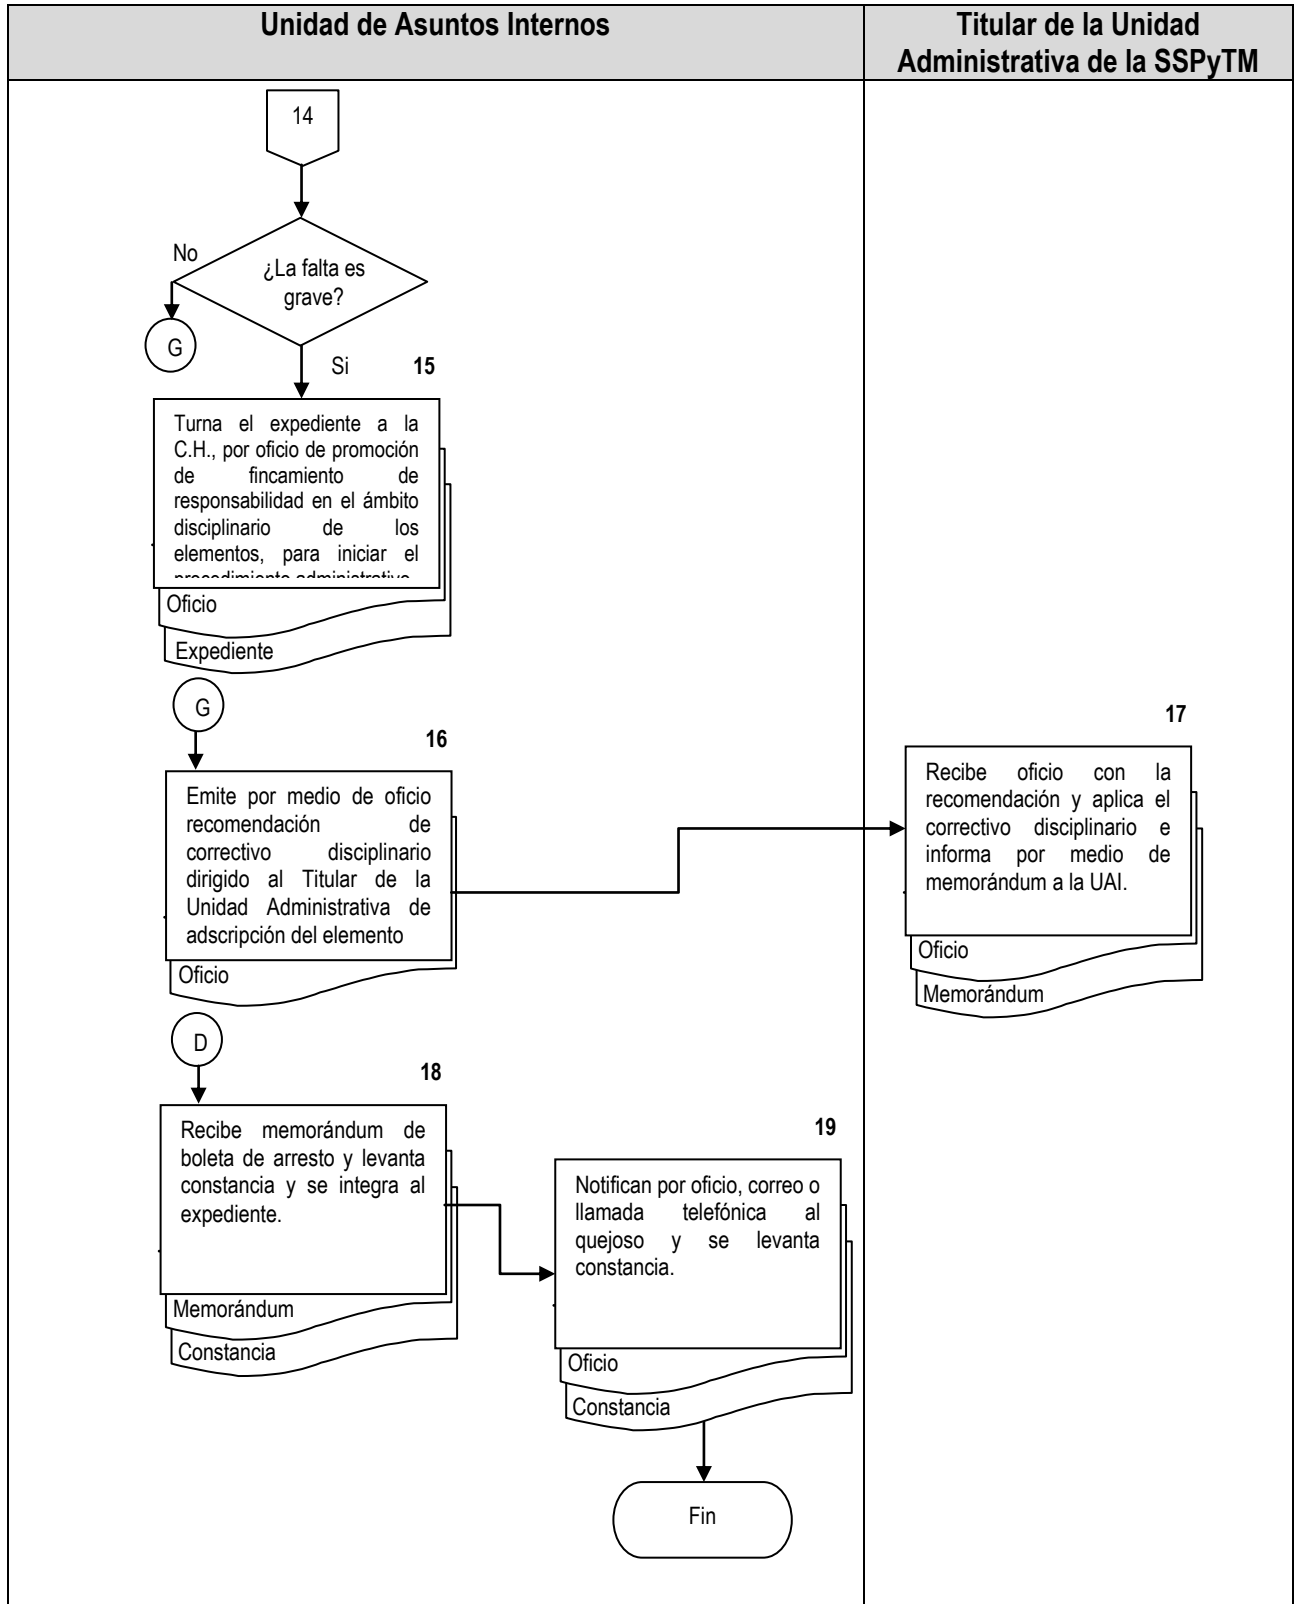 Unidad de Asuntos Internos
Titular de la Unidad
Administrativa de la SSPyTM
14
No
¿La falta es
grave?
G
Si
15
Turna el expediente a la
C.H., por oficio de promoción
de fincamiento de
responsabilidad en el ámbito
disciplinario de los
elementos, para iniciar el
procedimiento administrativo
Oficio
Expediente
G
16
Emite por medio de oficio
recomendación de
correctivo disciplinario
dirigido al Titular de la
Unidad Administrativa de
adscripción del elemento
Oficio
17
Recibe oficio con la
recomendación y aplica el
correctivo disciplinario e
informa por medio de
memorándum a la UAI.
Oficio
Memorándum
D
18
Recibe memorándum de
boleta de arresto y levanta
constancia y se integra al
expediente.
Memorándum
Constancia
19
Notifican por oficio, correo o
llamada telefónica al
quejoso y se levanta
constancia.
Oficio
Constancia
Fin